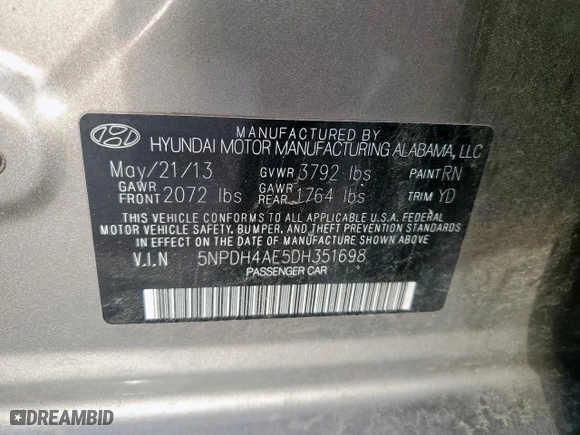 MANUFACTURED BY
HYUNDAI MOTOR MANUFACTURING ALABAMA, LLC
May/21/13 GVWR 3792 lbs PAINT RN
GAWR FRONT 2072 lbs GAWR REAR 1764 lbs TRIM YD
THIS VEHICLE CONFORMS TO ALL APPLICABLE U.S.A. FEDERAL
MOTOR VEHICLE SAFETY, BUMPER, AND THEFT PREVENTION STANDARDS
IN EFFECT ON THE DATE OF MANUFACTURE SHOWN ABOVE.
V.I.N 5NPDH4AE5DH351698
PASSENGER CAR
DREAMBID